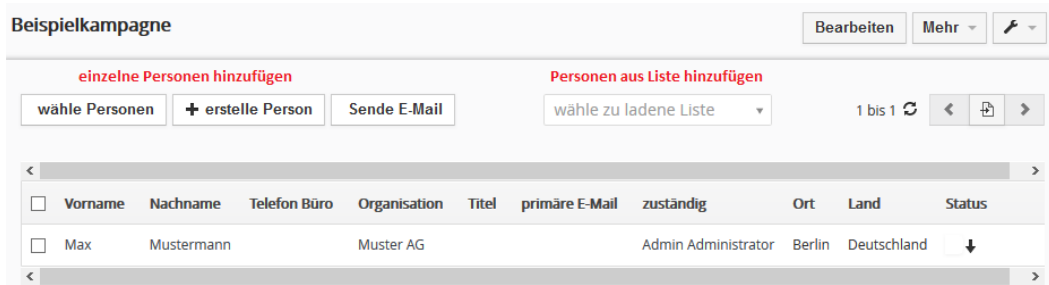 Beispielkampagne Bearbeiten Mehr
einzelne Personen hinzufügen Personen aus Liste hinzufügen
wähle Personen + erstelle Person Sende E-Mail wähle zu ladene Liste 1 bis 1
Vorname Nachname Telefon Büro Organisation Titel primäre E-Mail zuständig Ort Land Status
Max Mustermann Muster AG Admin Administrator Berlin Deutschland